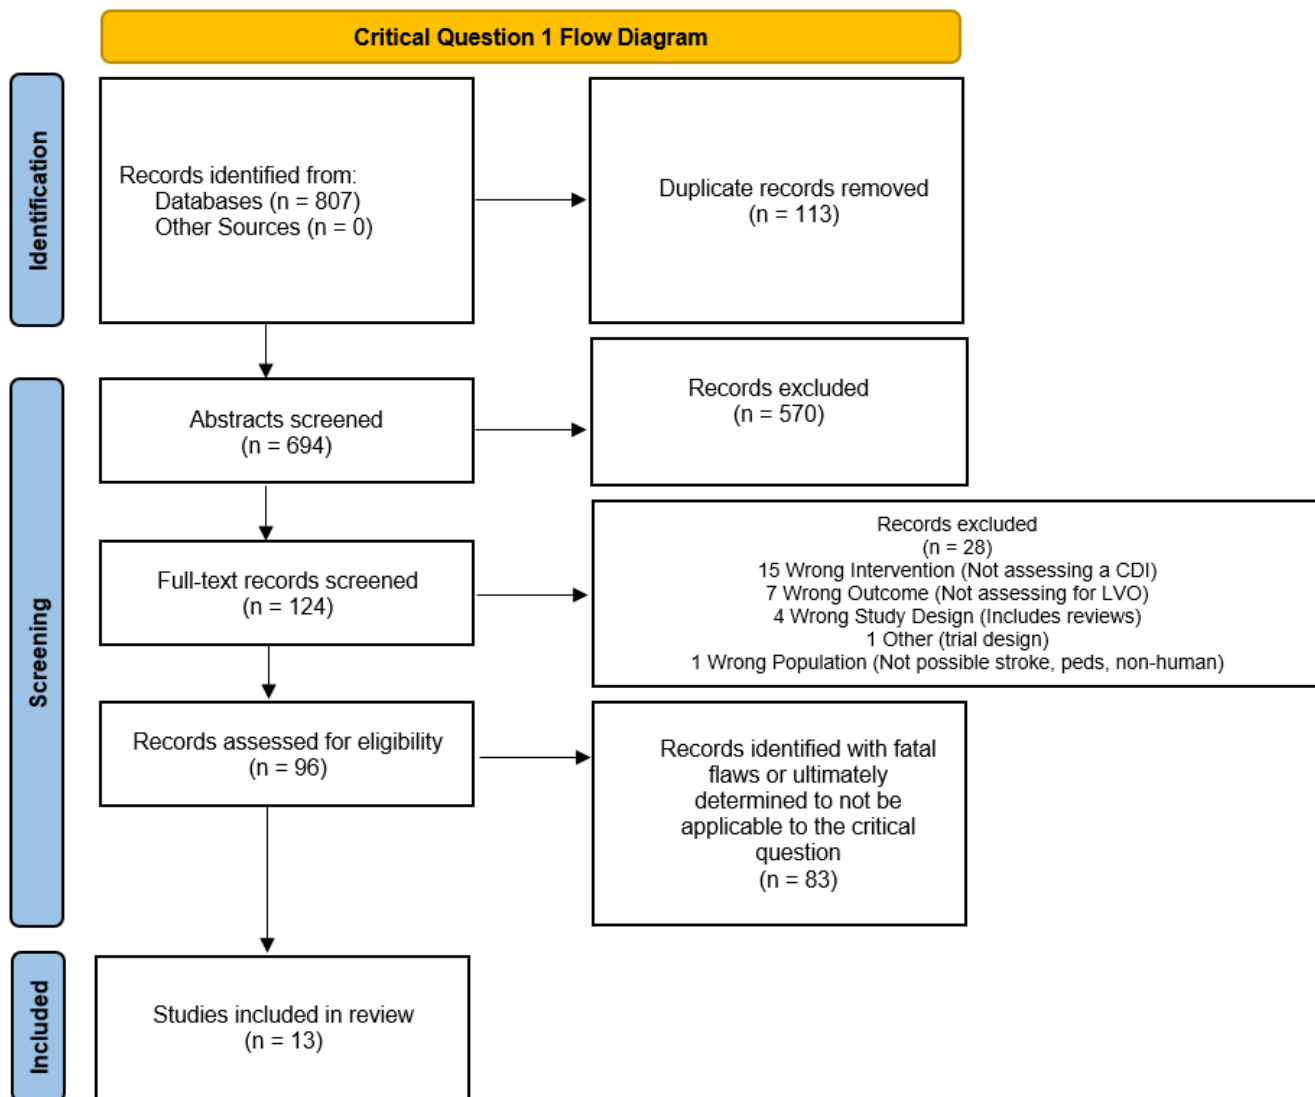 Critical Question 1 Flow Diagram
Identification
Records identified from:
Databases (n = 807)
Other Sources (n = 0)
Duplicate records removed
(n = 113)
Screening
Abstracts screened
(n = 694)
Records excluded
(n = 570)
Full-text records screened
(n = 124)
Records excluded
(n = 28)
15 Wrong Intervention (Not assessing a CDI)
7 Wrong Outcome (Not assessing for LVO)
4 Wrong Study Design (Includes reviews)
1 Other (trial design)
1 Wrong Population (Not possible stroke, peds, non-human)
Records assessed for eligibility
(n = 96)
Records identified with fatal
flaws or ultimately
determined to not be
applicable to the critical
question
(n = 83)
Included
Studies included in review
(n = 13)